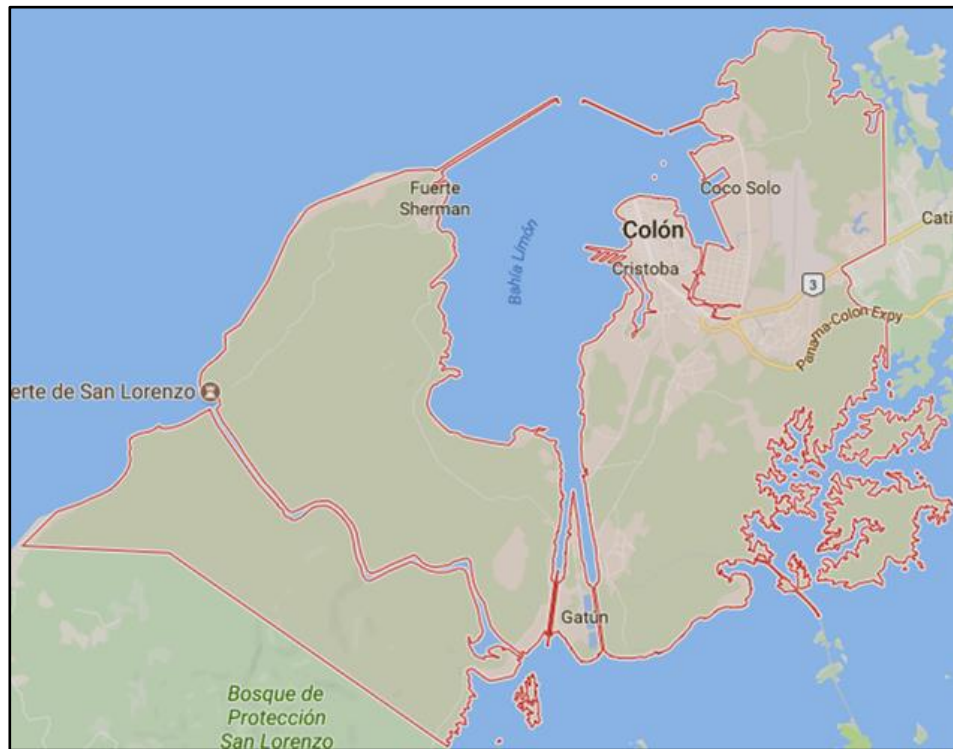 Fuerte
Sherman
Coco Solo
Bahía Limón
Colón
Cati
Cristoba
3
Panama-Colon Expy
erte de San Lorenzo
Gatún
Bosque de
Protección
San Lorenzo